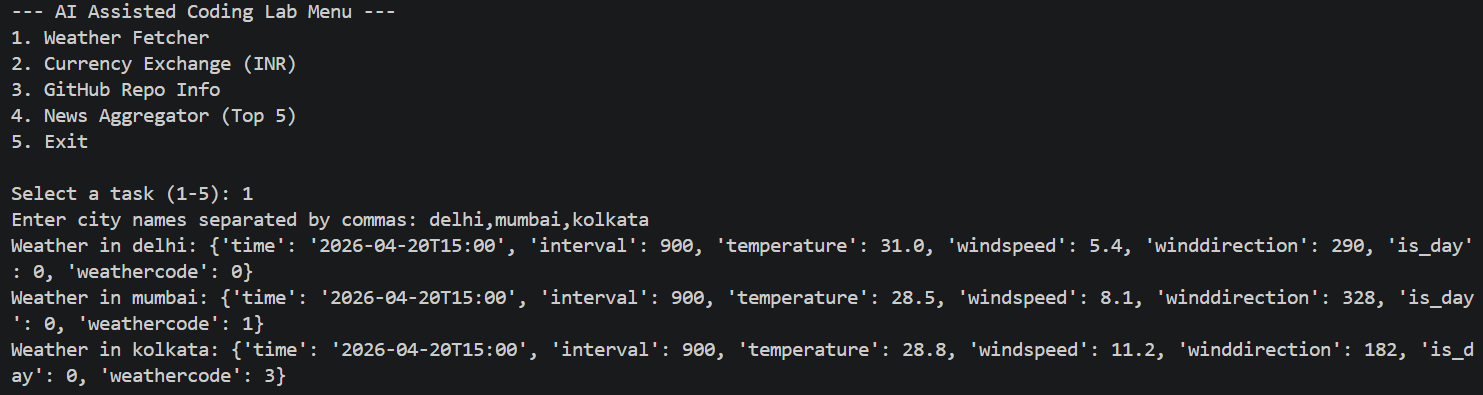 --- AI Assisted Coding Lab Menu ---
1. Weather Fetcher
2. Currency Exchange (INR)
3. GitHub Repo Info
4. News Aggregator (Top 5)
5. Exit
Select a task (1-5): 1
Enter city names separated by commas: delhi,mumbai,kolkata
Weather in delhi: {'time': '2026-04-20T15:00', 'interval': 900, 'temperature': 31.0, 'windspeed': 5.4, 'winddirection': 290, 'is_day'
: 0, 'weathercode': 0}
Weather in mumbai: {'time': '2026-04-20T15:00', 'interval': 900, 'temperature': 28.5, 'windspeed': 8.1, 'winddirection': 328, 'is_day
': 0, 'weathercode': 1}
Weather in kolkata: {'time': '2026-04-20T15:00', 'interval': 900, 'temperature': 28.8, 'windspeed': 11.2, 'winddirection': 182, 'is_d
ay': 0, 'weathercode': 3}